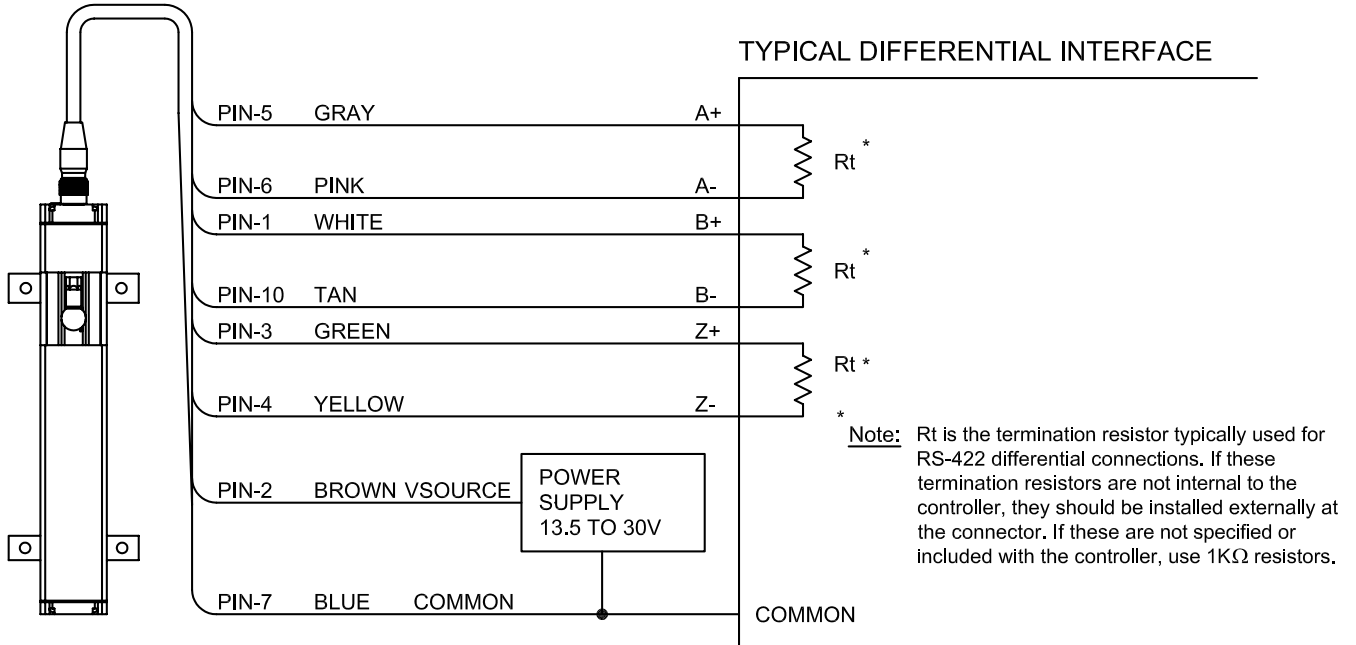 TYPICAL DIFFERENTIAL INTERFACE
PIN-5 GRAY A+
Rt *
PIN-6 PINK A-
PIN-1 WHITE B+
Rt *
PIN-10 TAN B-
PIN-3 GREEN Z+
Rt *
PIN-4 YELLOW Z-
* Note: Rt is the termination resistor typically used for
RS-422 differential connections. If these
termination resistors are not internal to the
controller, they should be installed externally at
the connector. If these are not specified or
included with the controller, use 1KΩ resistors.
PIN-2 BROWN VSOURCE
POWER
SUPPLY
13.5 TO 30V
PIN-7 BLUE COMMON
COMMON